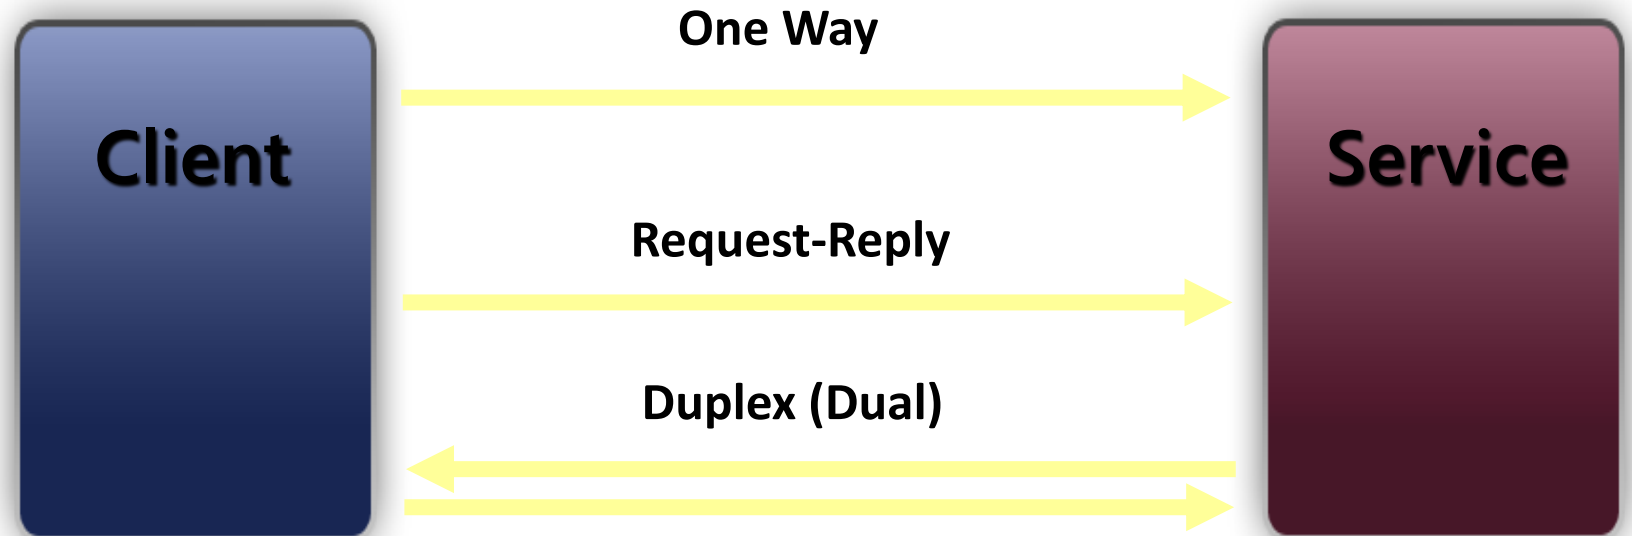 One Way
Client
Service
Request-Reply
Duplex (Dual)